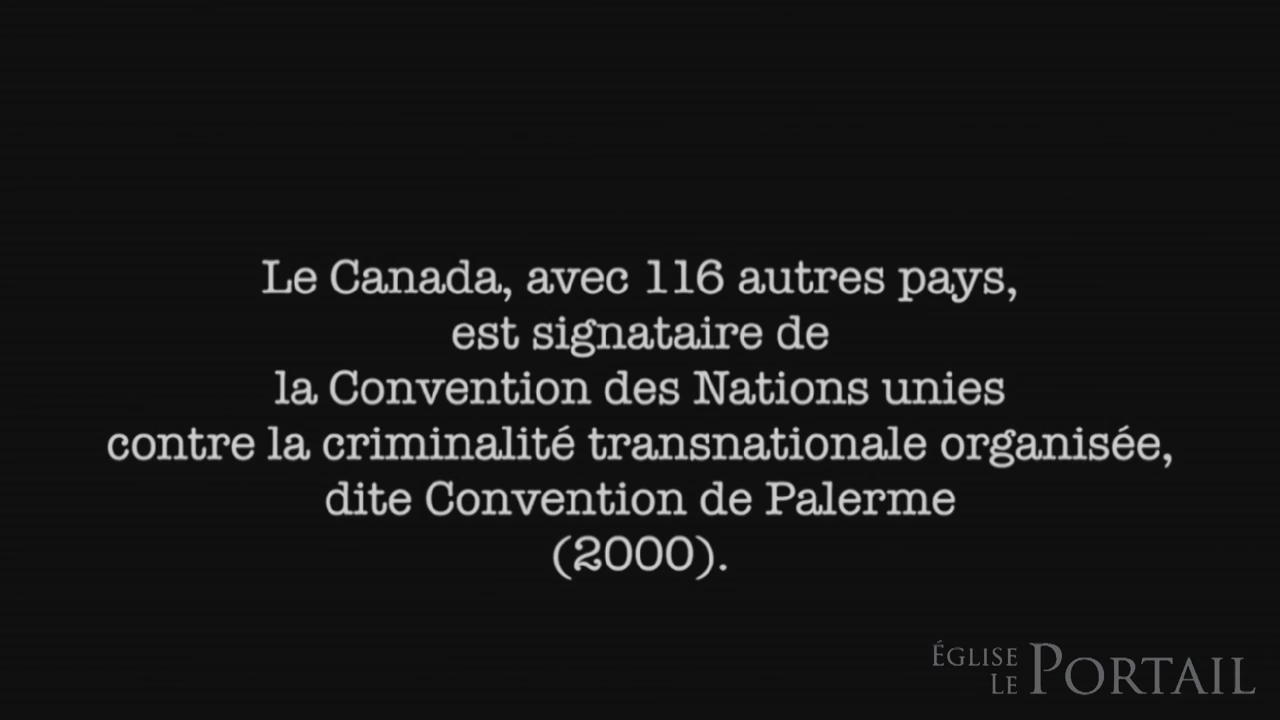 Le Canada, avec 116 autres pays,
est signataire de
la Convention des Nations unies
contre la criminalité transnationale organisée,
dite Convention de Palerme
(2000).
ÉGLISE
LE PORTAIL